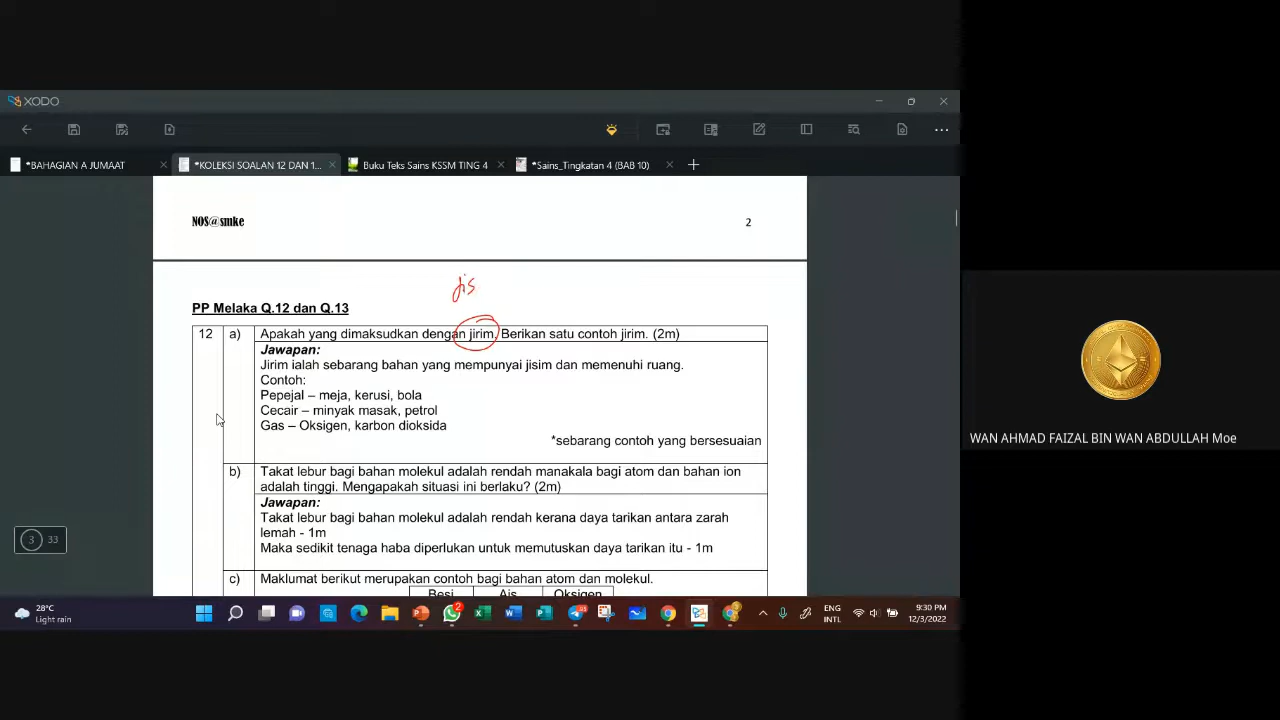 XODO
*BAHAGIAN A JUMAAT
*KOLEKSI SOALAN 12 DAN 1...
Buku Teks Sains KSSM TING 4
*Sains_Tingkatan 4 (BAB 10)
NOS@smke
2
jis
PP Melaka Q.12 dan Q.13
12 a) Apakah yang dimaksudkan dengan jirim. Berikan satu contoh jirim. (2m)
Jawapan:
Jirim ialah sebarang bahan yang mempunyai jisim dan memenuhi ruang.
Contoh:
Pepejal – meja, kerusi, bola
Cecair – minyak masak, petrol
Gas – Oksigen, karbon dioksida
*sebarang contoh yang bersesuaian
b) Takat lebur bagi bahan molekul adalah rendah manakala bagi atom dan bahan ion
adalah tinggi. Mengapakah situasi ini berlaku? (2m)
Jawapan:
Takat lebur bagi bahan molekul adalah rendah kerana daya tarikan antara zarah
lemah - 1m
Maka sedikit tenaga haba diperlukan untuk memutuskan daya tarikan itu - 1m
c) Maklumat berikut merupakan contoh bagi bahan atom dan molekul.
Besi Ais Oksigen
3 33
WAN AHMAD FAIZAL BIN WAN ABDULLAH Moe
28°C
Light rain
2
ENG
INTL
9:30 PM
12/3/2022